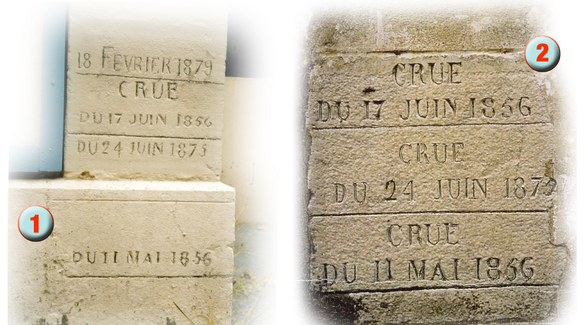 18 FEVRIER 1879
CRUE
DU 17 JUIN 1856
DU 24 JUIN 1875
1
DU 11 MAI 1856
2
CRUE
DU 17 JUIN 1856
CRUE
DU 24 JUIN
CRUE
DU 11 MAI 1856